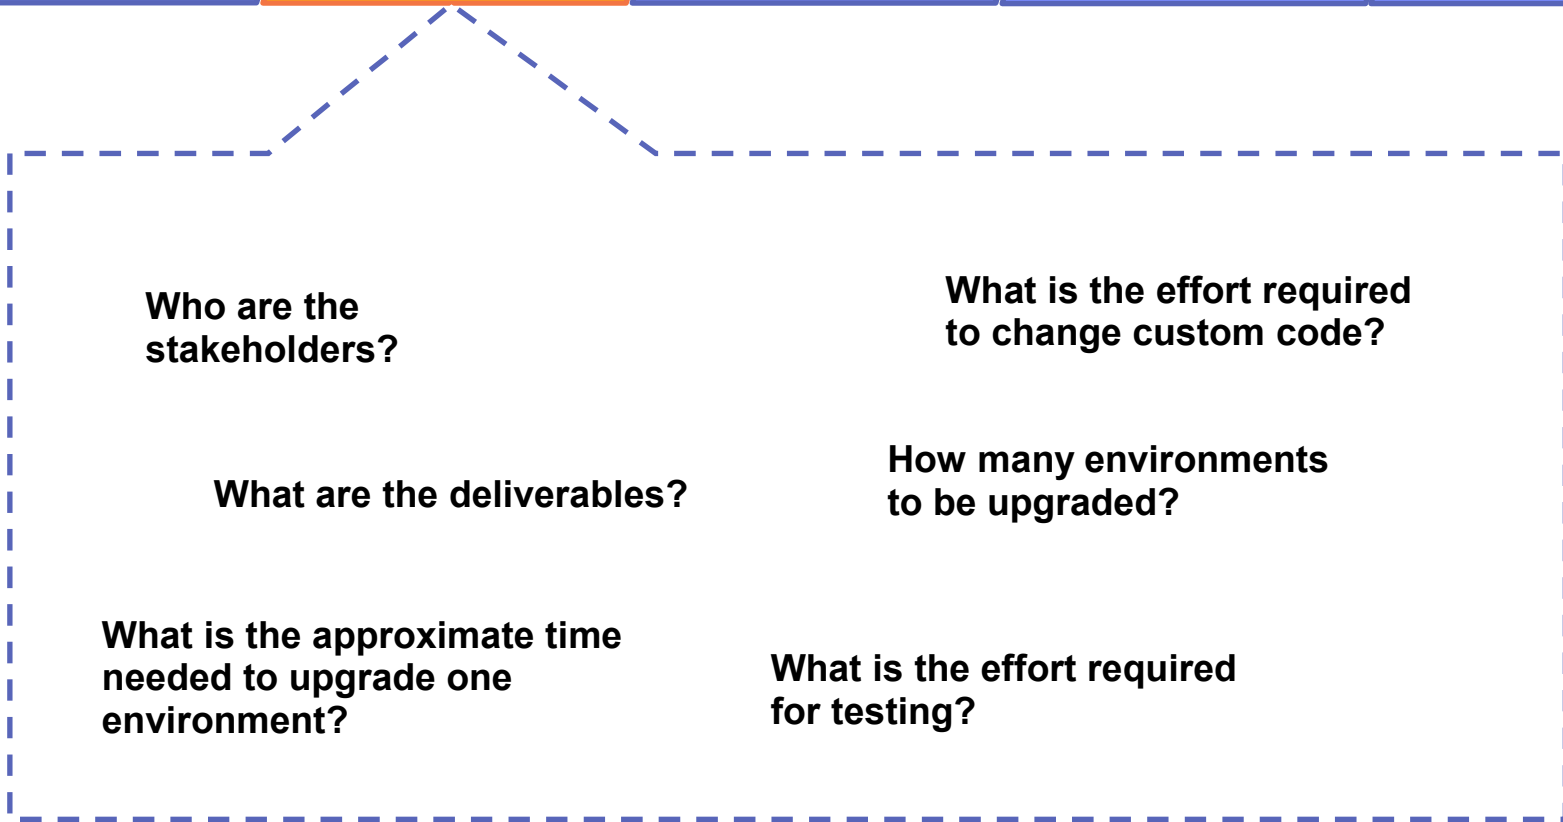 Who are the
stakeholders?
What is the effort required
to change custom code?
What are the deliverables?
How many environments
to be upgraded?
What is the approximate time
needed to upgrade one
environment?
What is the effort required
for testing?